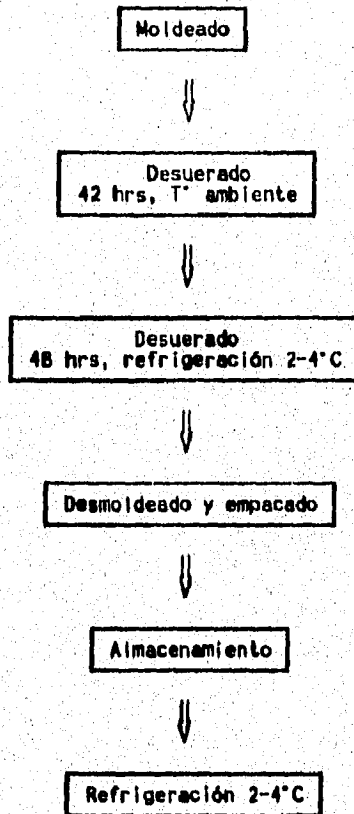 Moldeado
Desuerado
42 hrs, T° ambiente
Desuerado
48 hrs, refrigeración 2-4°C
Desmoldeado y empacado
Almacenamiento
Refrigeración 2-4°C